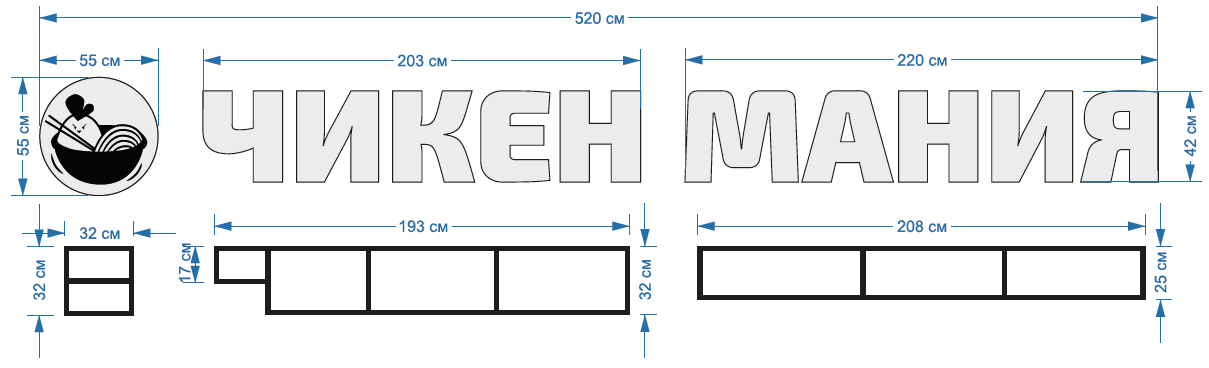 520 см
55 см
203 см
220 см
55 см
ЧИКЕН МАНИЯ
42 см
32 см
193 см
208 см
32 см
17 см
32 см
25 см